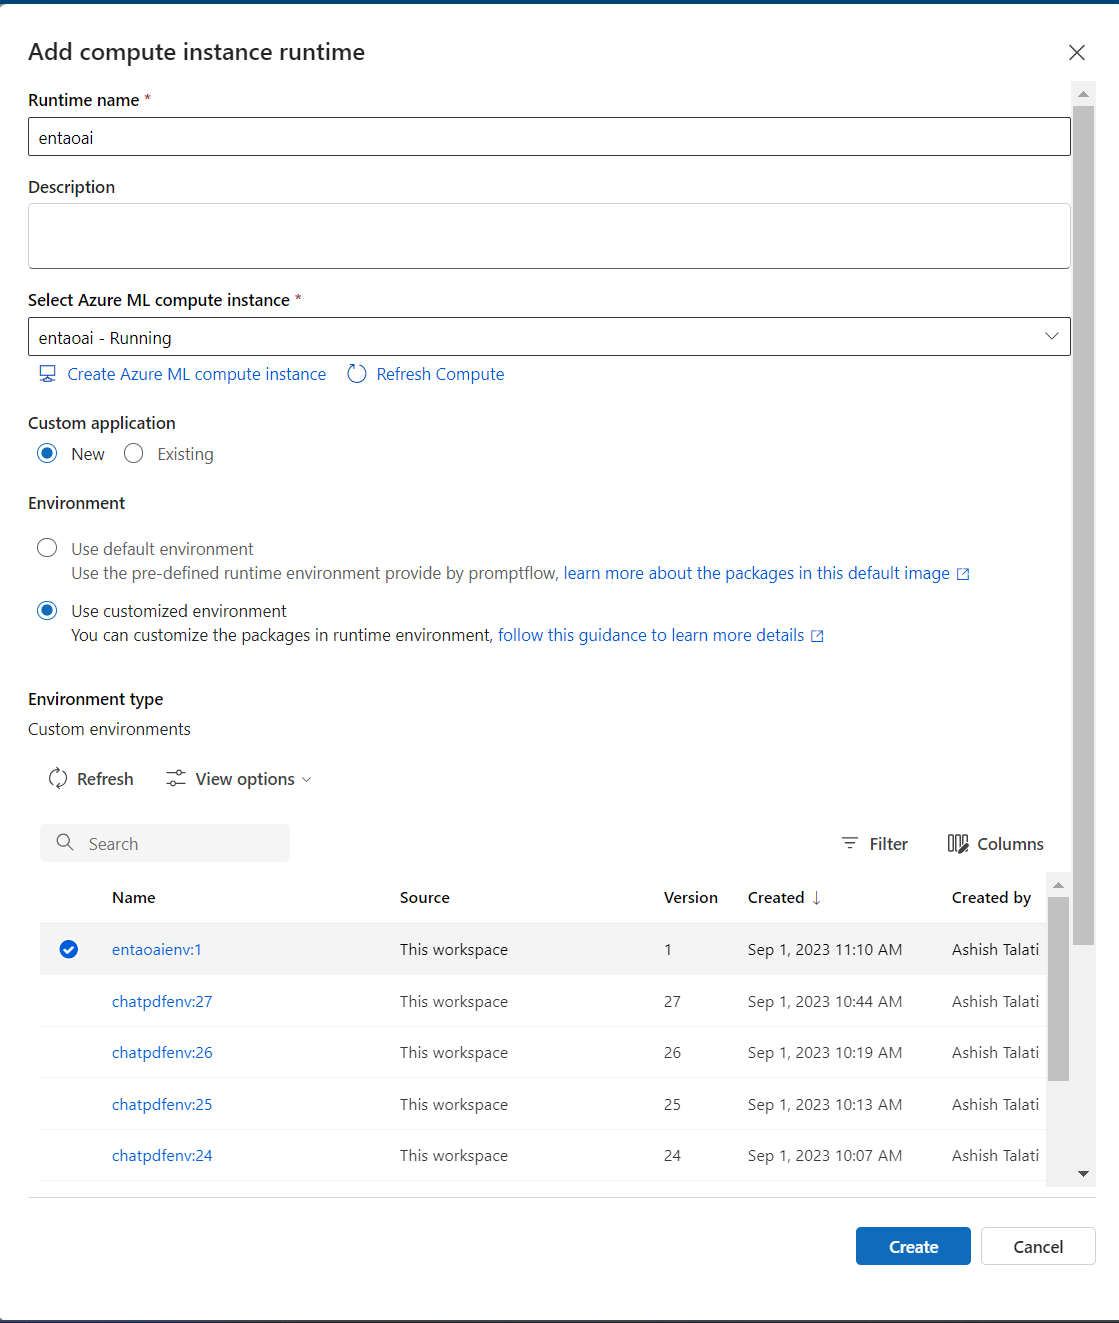 Add compute instance runtime
Runtime name *
entaoai
Description
Select Azure ML compute instance *
entaoai - Running
Create Azure ML compute instance Refresh Compute
Custom application
New Existing
Environment
Use default environment
Use the pre-defined runtime environment provide by promptflow, learn more about the packages in this default image
Use customized environment
You can customize the packages in runtime environment, follow this guidance to learn more details
Environment type
Custom environments
Refresh View options
Search Filter Columns
Name Source Version Created ↓ Created by
entaoaienv:1 This workspace 1 Sep 1, 2023 11:10 AM Ashish Talati
chatpdfenv:27 This workspace 27 Sep 1, 2023 10:44 AM Ashish Talati
chatpdfenv:26 This workspace 26 Sep 1, 2023 10:19 AM Ashish Talati
chatpdfenv:25 This workspace 25 Sep 1, 2023 10:13 AM Ashish Talati
chatpdfenv:24 This workspace 24 Sep 1, 2023 10:07 AM Ashish Talati
Create Cancel